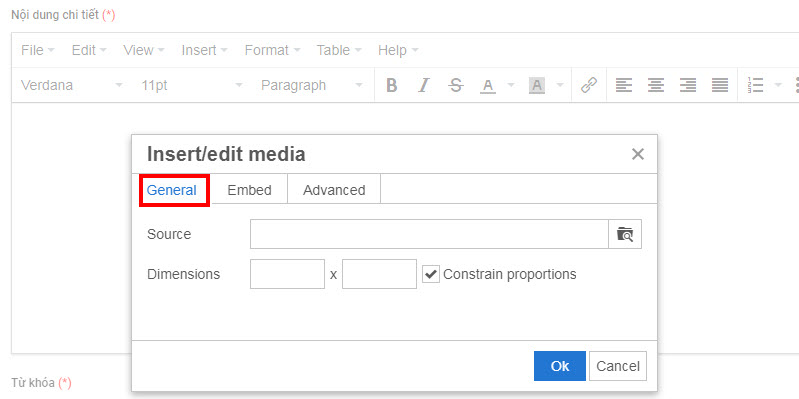 Nội dung chi tiết (*)
File Edit View Insert Format Table Help
Verdana 11pt Paragraph B I S A A
Insert/edit media
General Embed Advanced
Source
Dimensions x Constrain proportions
Ok Cancel
Từ khóa (*)